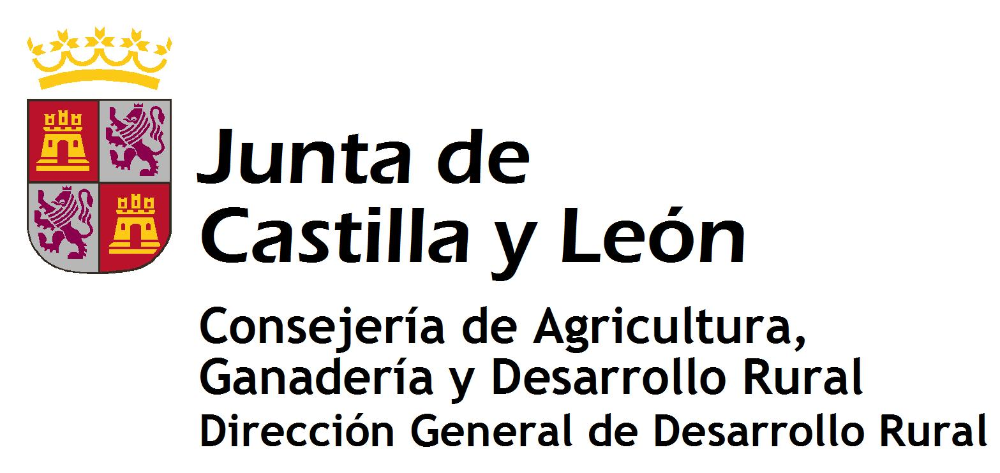 Junta de
Castilla y León
Consejería de Agricultura,
Ganadería y Desarrollo Rural
Dirección General de Desarrollo Rural